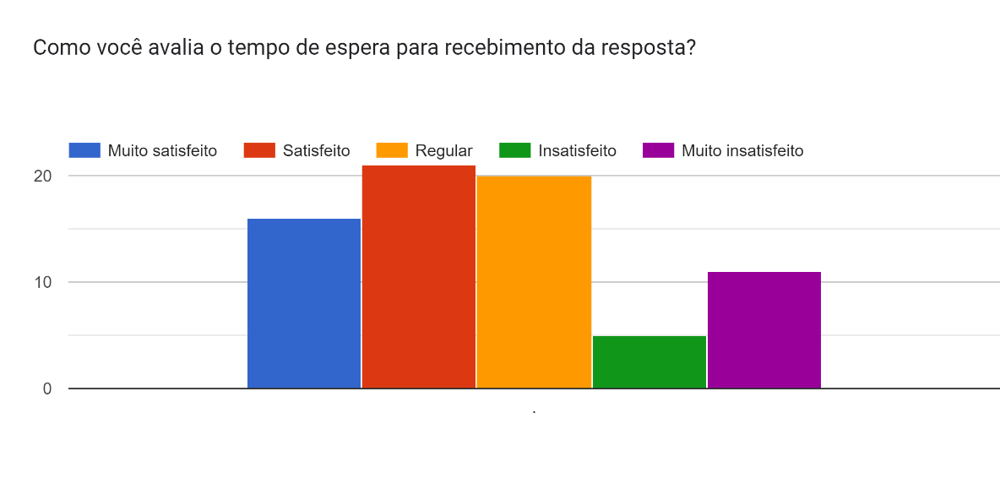 Como você avalia o tempo de espera para recebimento da resposta?
Muito satisfeito Satisfeito Regular Insatisfeito Muito insatisfeito
20
10
0
.